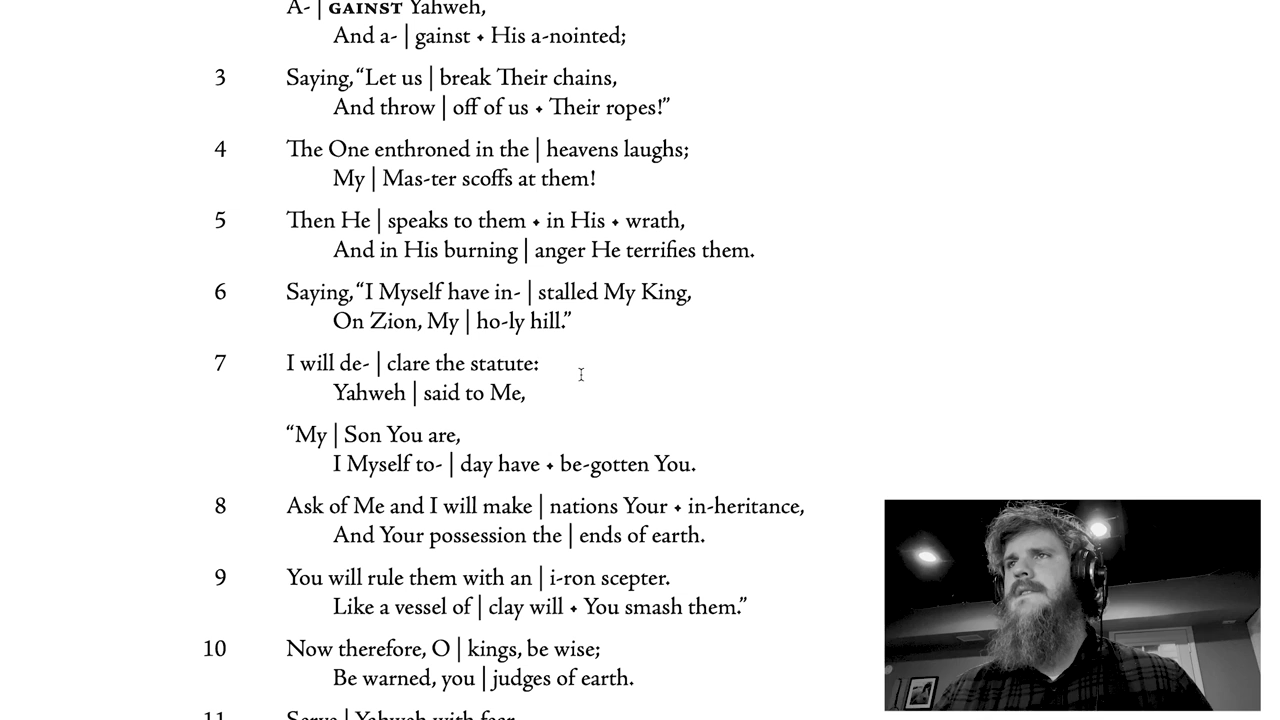 A- | GAINST Yahweh,
And a- | gainst • His a-nointed;
3 Saying, “Let us | break Their chains,
And throw | off of us • Their ropes!”
4 The One enthroned in the | heavens laughs;
My | Mas-ter scoffs at them!
5 Then He | speaks to them • in His • wrath,
And in His burning | anger He terrifies them.
6 Saying, “I Myself have in- | stalled My King,
On Zion, My | ho-ly hill.”
7 I will de- | clare the statute:
Yahweh | said to Me,
“My | Son You are,
I Myself to- | day have • be-gotten You.
8 Ask of Me and I will make | nations Your • in-heritance,
And Your possession the | ends of earth.
9 You will rule them with an | i-ron scepter.
Like a vessel of | clay will • You smash them.”
10 Now therefore, O | kings, be wise;
Be warned, you | judges of earth.
11 Serve | Yahweh with fear